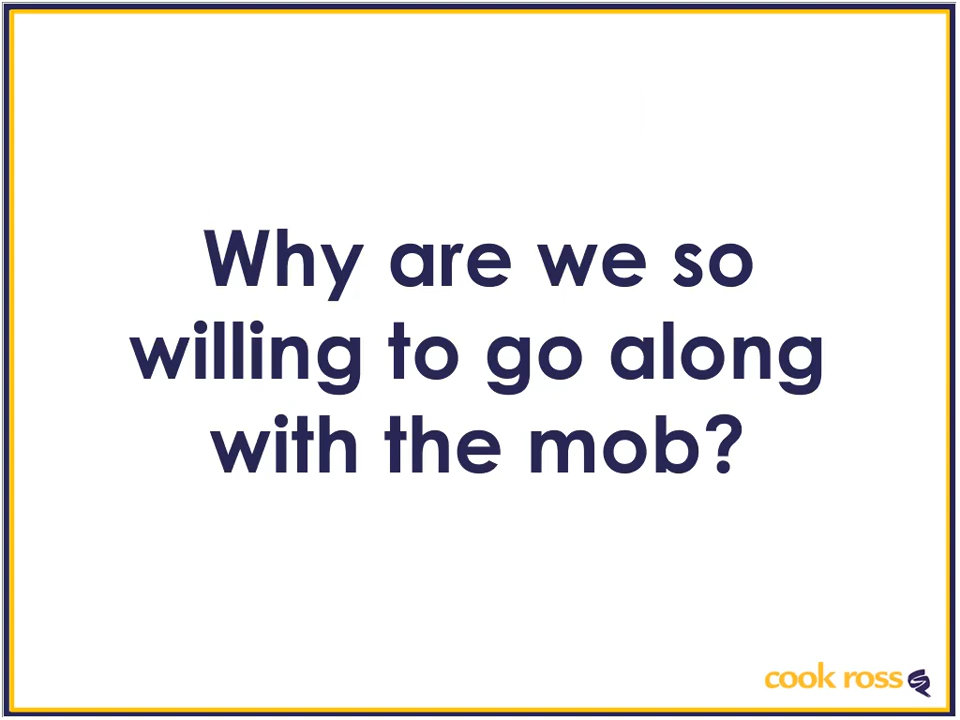 Why are we so
willing to go along
with the mob?
cook ross